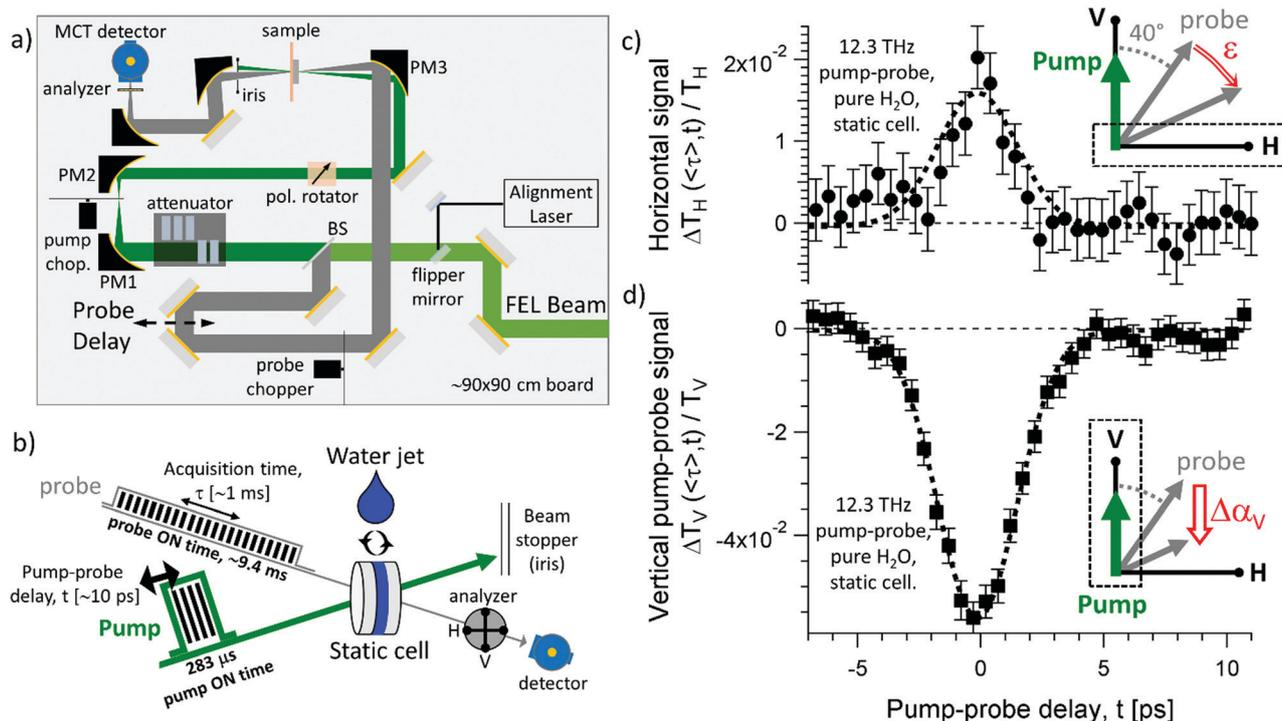 a)
MCT detector
analyzer
iris
sample
PM3
PM2
pump
chop.
attenuator
pol. rotator
PM1
BS
Alignment
Laser
flipper
mirror
FEL Beam
Probe
Delay
probe
chopper
~90x90 cm board
b)
probe
Acquisition time,
τ [~1 ms]
probe ON time, ~9.4 ms
Pump-probe
delay, t [~10 ps]
Pump
283 μs
pump ON time
Water jet
Static cell
Beam
stopper
(iris)
analyzer
H
V
detector
c)
Horizontal signal
ΔT_H (<τ>,t) / T_H
2x10⁻²
1
0
12.3 THz
pump-probe,
pure H₂O,
static cell.
V
40°
probe
ε
Pump
H
d)
Vertical pump-probe signal
ΔT_V (<τ>,t) / T_V
0
-2
-4x10⁻²
12.3 THz
pump-probe,
pure H₂O,
static cell.
V
probe
Δα_V
H
Pump
-5
0
5
10
Pump-probe delay, t [ps]